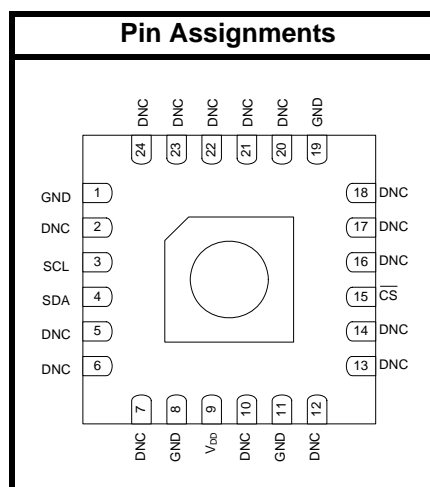 Pin Assignments
DNC DNC DNC DNC DNC GND
24 23 22 21 20 19
GND 1
DNC 2
SCL 3
SDA 4
DNC 5
DNC 6
18 DNC
17 DNC
16 DNC
15 C̅S̅
14 DNC
13 DNC
7 8 9 10 11 12
DNC GND VDD DNC GND DNC